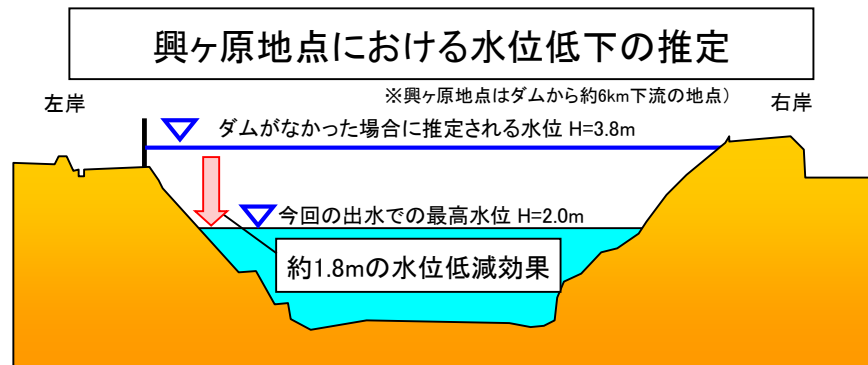 興ヶ原地点における水位低下の推定
※興ヶ原地点はダムから約6km下流の地点)
左岸
右岸
ダムがなかった場合に推定される水位 H=3.8m
今回の出水での最高水位 H=2.0m
約1.8mの水位低減効果